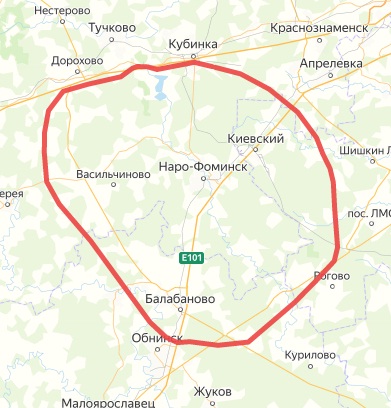 Нестерово
Тучково
Краснознаменск
Кубинка
Дорохово
Апрелевка
Киевский
Шишкин Л
Наро-Фоминск
Васильчиново
ерея
пос. ЛМС
E101
Рогово
Балабаново
Обнинск
Курилово
Жуков
Малоярославец